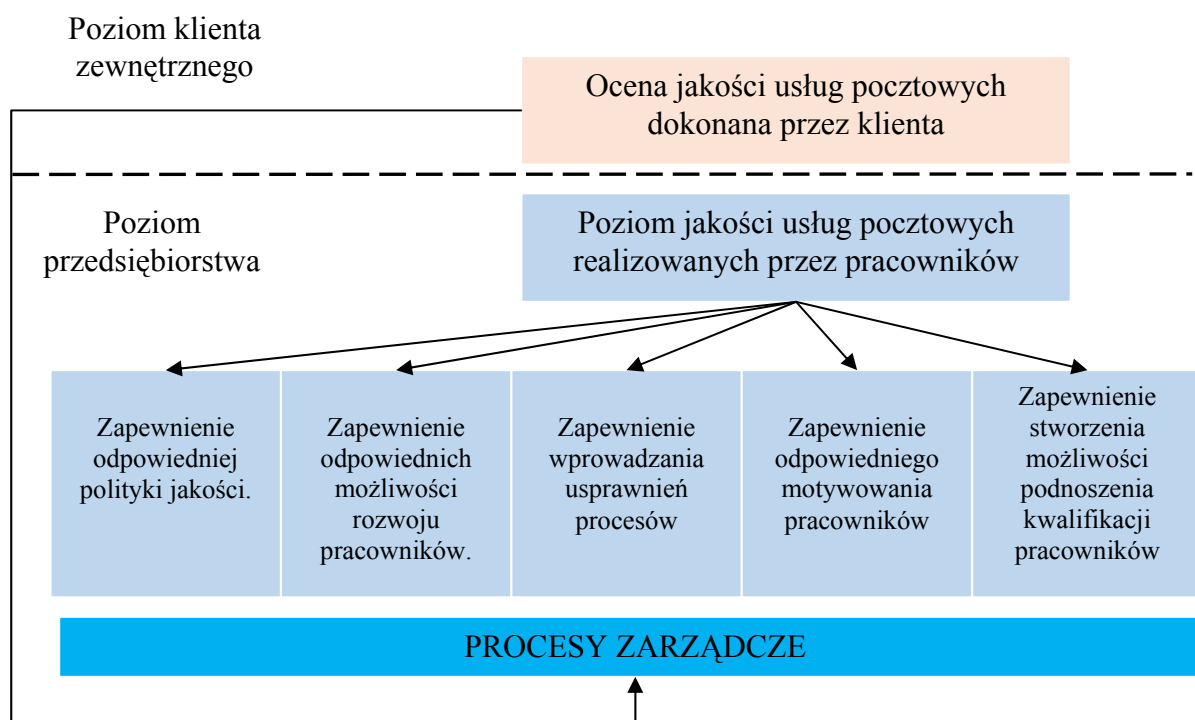 Poziom klienta
zewnętrznego
Ocena jakości usług pocztowych
dokonana przez klienta
Poziom
przedsiębiorstwa
Poziom jakości usług pocztowych
realizowanych przez pracowników
Zapewnienie
odpowiedniej
polityki jakości.
Zapewnienie
odpowiednich
możliwości
rozwoju
pracowników.
Zapewnienie
wprowadzania
usprawnień
procesów
Zapewnienie
odpowiedniego
motywowania
pracowników
Zapewnienie
stworzenia
możliwości
podnoszenia
kwalifikacji
pracowników
PROCESY ZARZĄDCZE